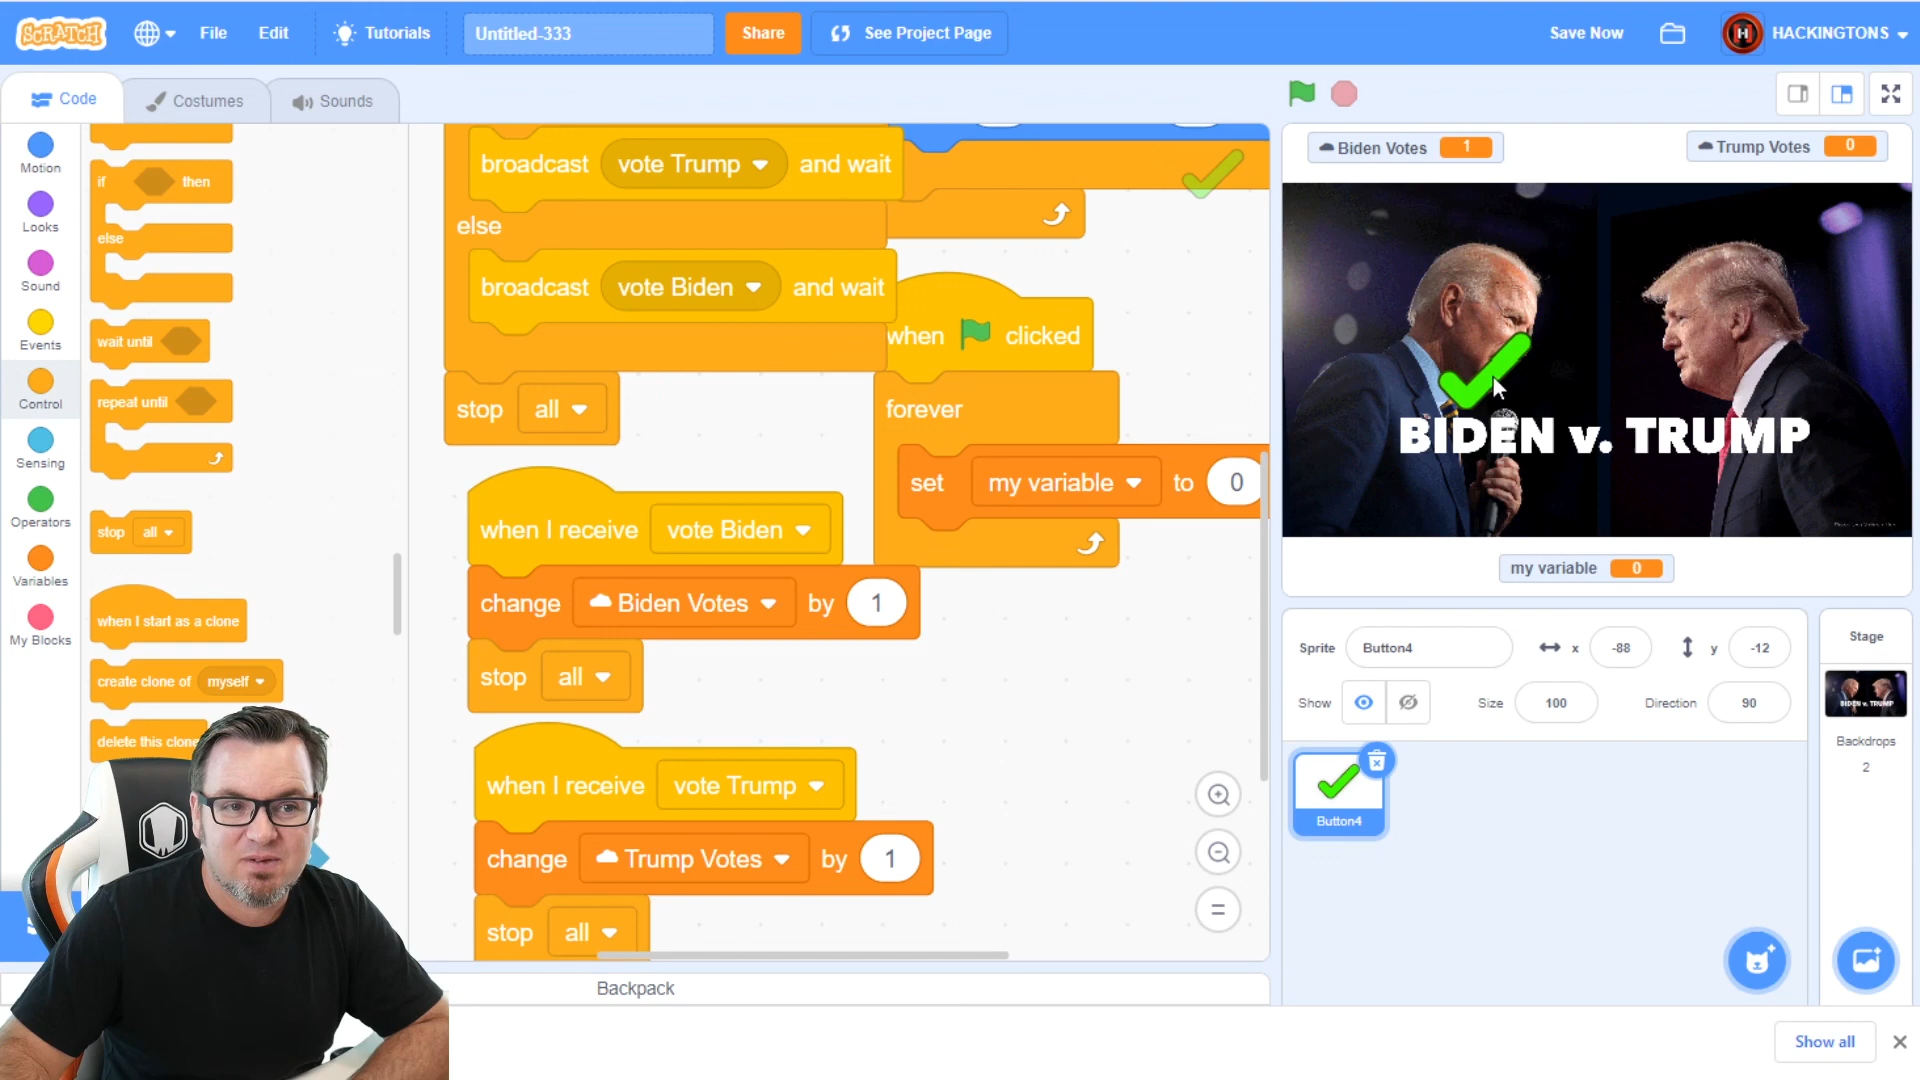 SCRATCH
File
Edit
Tutorials
Untitled-333
Share
See Project Page
Save Now
HACKINGTONS
Code
Costumes
Sounds
Motion
Looks
Sound
Events
Control
Sensing
Operators
Variables
My Blocks
if then
else
wait until
repeat until
stop all
when I start as a clone
create clone of myself
delete this clone
broadcast vote Trump and wait
else
broadcast vote Biden and wait
stop all
when clicked
forever
set my variable to 0
when I receive vote Biden
change Biden Votes by 1
stop all
when I receive vote Trump
change Trump Votes by 1
stop all
Backpack
Biden Votes 1
Trump Votes 0
BIDEN v. TRUMP
my variable 0
Sprite Button4 x -88 y -12
Show Size 100 Direction 90
Button4
Stage
BIDEN v. TRUMP
Backdrops
2
Show all